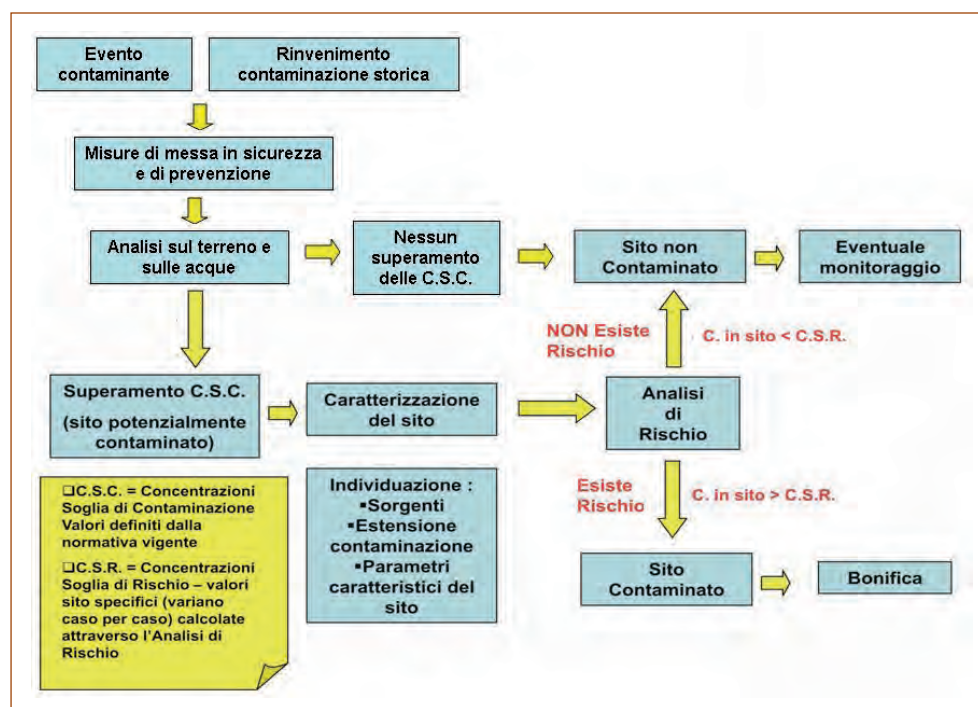 Evento
contaminante
Rinvenimento
contaminazione storica
Misure di messa in sicurezza
e di prevenzione
Analisi sul terreno e
sulle acque
Nessun
superamento
delle C.S.C.
Sito non
Contaminato
Eventuale
monitoraggio
NON Esiste
Rischio
C. in sito < C.S.R.
Superamento C.S.C.
(sito potenzialmente
contaminato)
Caratterizzazione
del sito
Analisi
di
Rischio
Esiste
Rischio
C. in sito > C.S.R.
❑C.S.C. = Concentrazioni
Soglia di Contaminazione
Valori definiti dalla
normativa vigente
❑C.S.R. = Concentrazioni
Soglia di Rischio – valori
sito specifici (variano
caso per caso) calcolate
attraverso l'Analisi di
Rischio
Individuazione :
▪Sorgenti
▪Estensione
contaminazione
▪Parametri
caratteristici del
sito
Sito
Contaminato
Bonifica